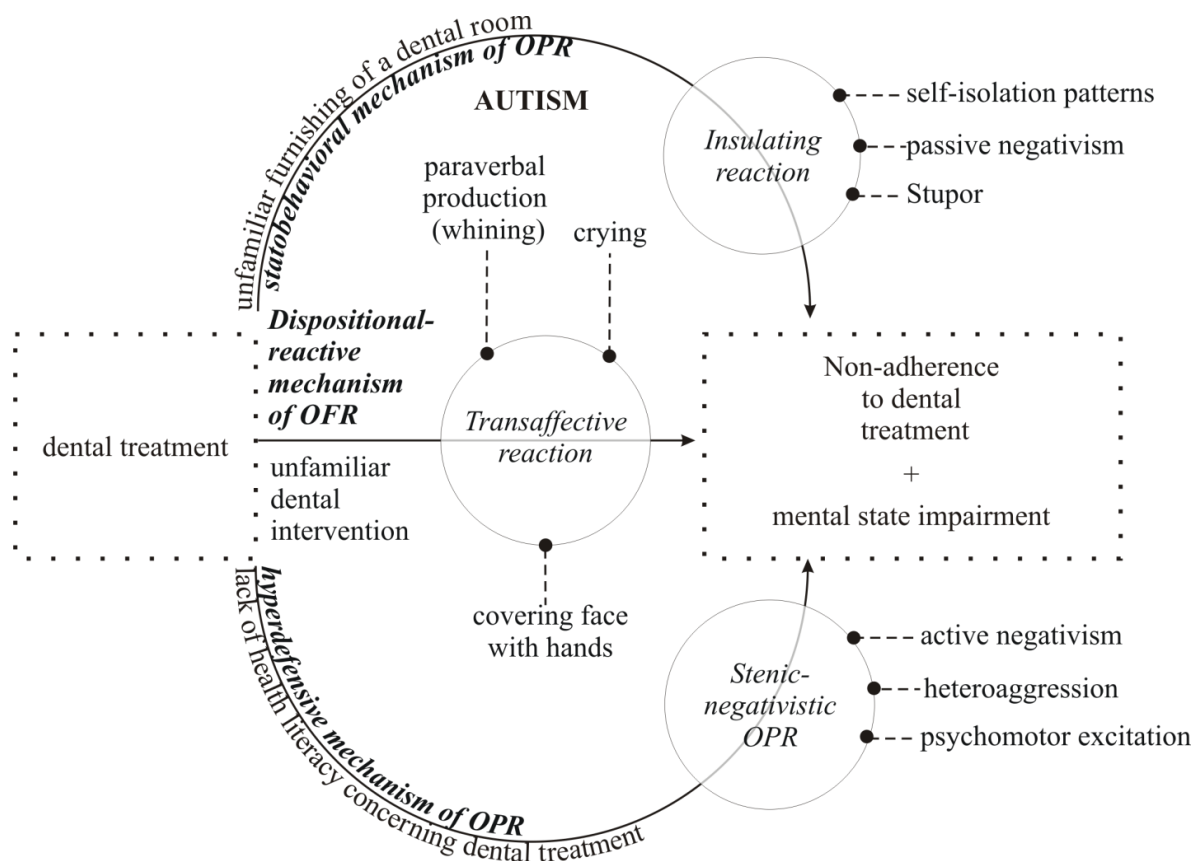 unfamiliar furnishing of a dental room
statobehavioral mechanism of OPR
AUTISM
paraverbal
production
(whining)
crying
Insulating
reaction
self-isolation patterns
passive negativism
Stupor
dental treatment
Dispositional-
reactive
mechanism
of OFR
unfamiliar
dental
intervention
Transaffective
reaction
covering face
with hands
Non-adherence
to dental
treatment
+
mental state impairment
hyperdefensive mechanism of OPR
lack of health literacy concerning dental treatment
Stenic-
negativistic
OPR
active negativism
heteroaggression
psychomotor excitation